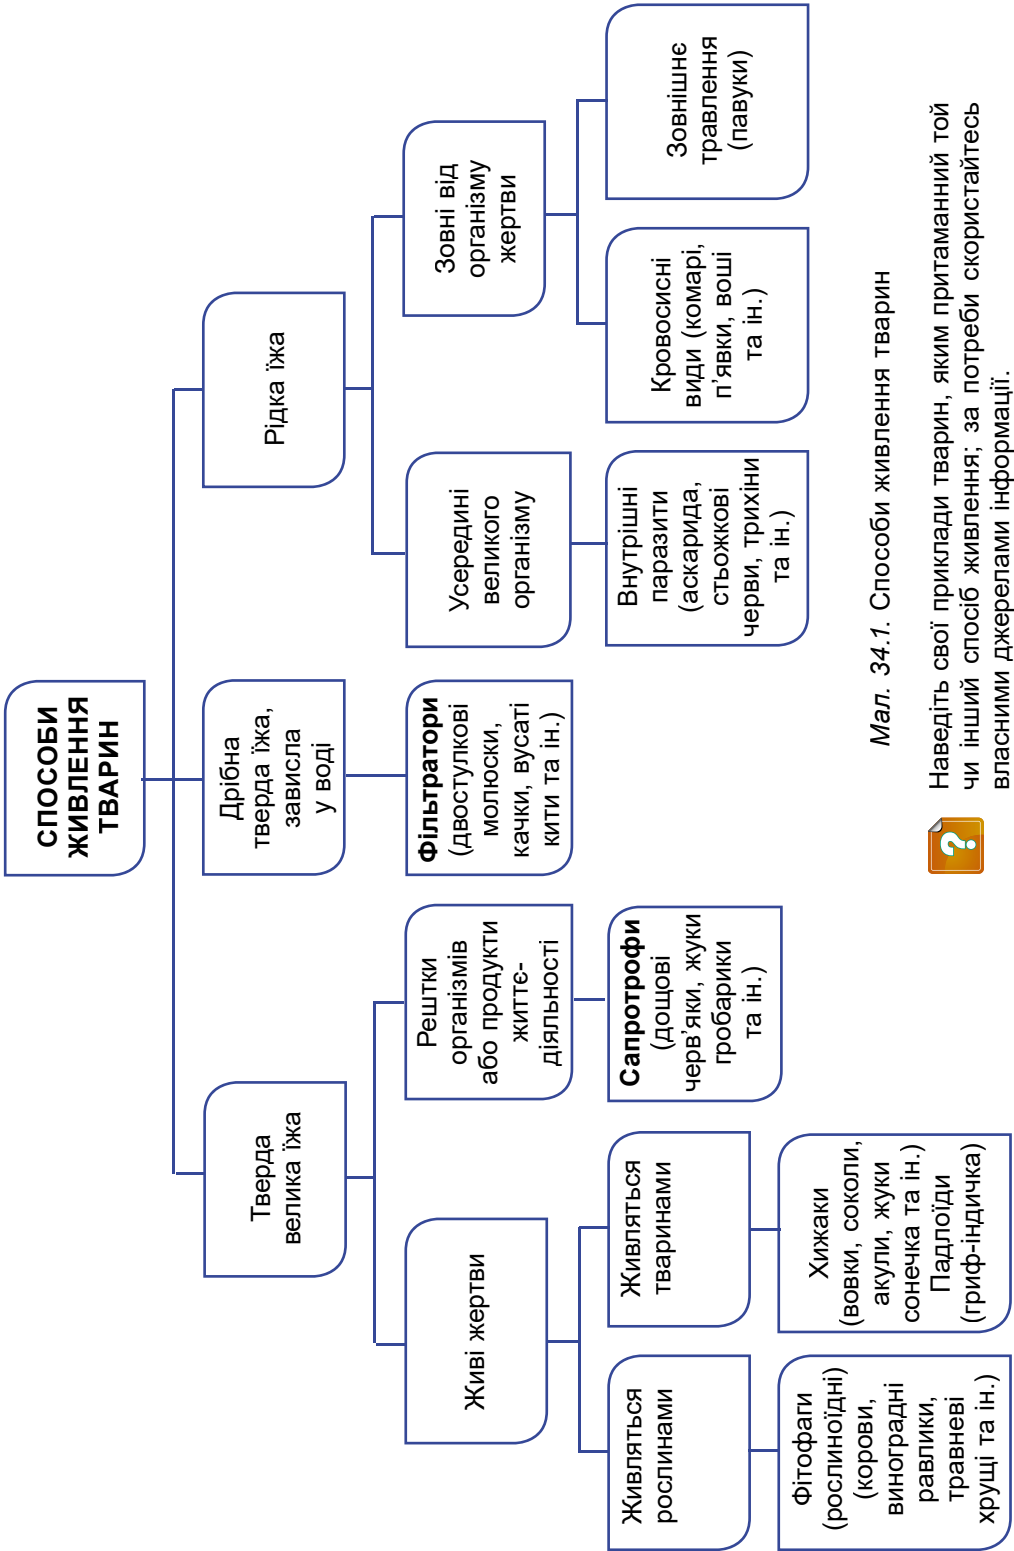 СПОСОБИ
ЖИВЛЕННЯ
ТВАРИН
Тверда
велика їжа
Дрібна
тверда їжа,
зависла
у воді
Рідка їжа
Живі жертви
Рештки
організмів
або продукти
життє-
діяльності
Фільтратори
(двостулкові
молюски,
качки, вусаті
кити та ін.)
Усередині
великого
організму
Зовні від
організму
жертви
Живляться
рослинами
Живляться
тваринами
Сапротрофи
(дощові
черв’яки, жуки
гробарики
та ін.)
Внутрішні
паразити
(аскарида,
стьожкові
черви, трихіни
та ін.)
Кровосисні
види (комарі,
п’явки, воші
та ін.)
Зовнішнє
травлення
(павуки)
Фітофаги
(рослиноїдні)
(корови,
виноградні
равлики,
травневі
хрущі та ін.)
Хижаки
(вовки, соколи,
акули, жуки
сонечка та ін.)
Падлоїди
(гриф-індичка)
Мал. 34.1. Способи живлення тварин
?
Наведіть свої приклади тварин, яким притаманний той
чи інший спосіб живлення; за потреби скористайтесь
власними джерелами інформації.